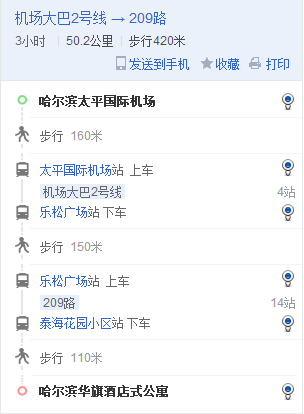 机场大巴2号线 → 209路
3小时 | 50.2公里 | 步行420米
发送到手机 收藏 打印
哈尔滨太平国际机场
步行 160米
太平国际机场站 上车
机场大巴2号线 4站
乐松广场站 下车
步行 150米
乐松广场站 上车
209路 14站
泰海花园小区站 下车
步行 110米
哈尔滨华旗酒店式公寓